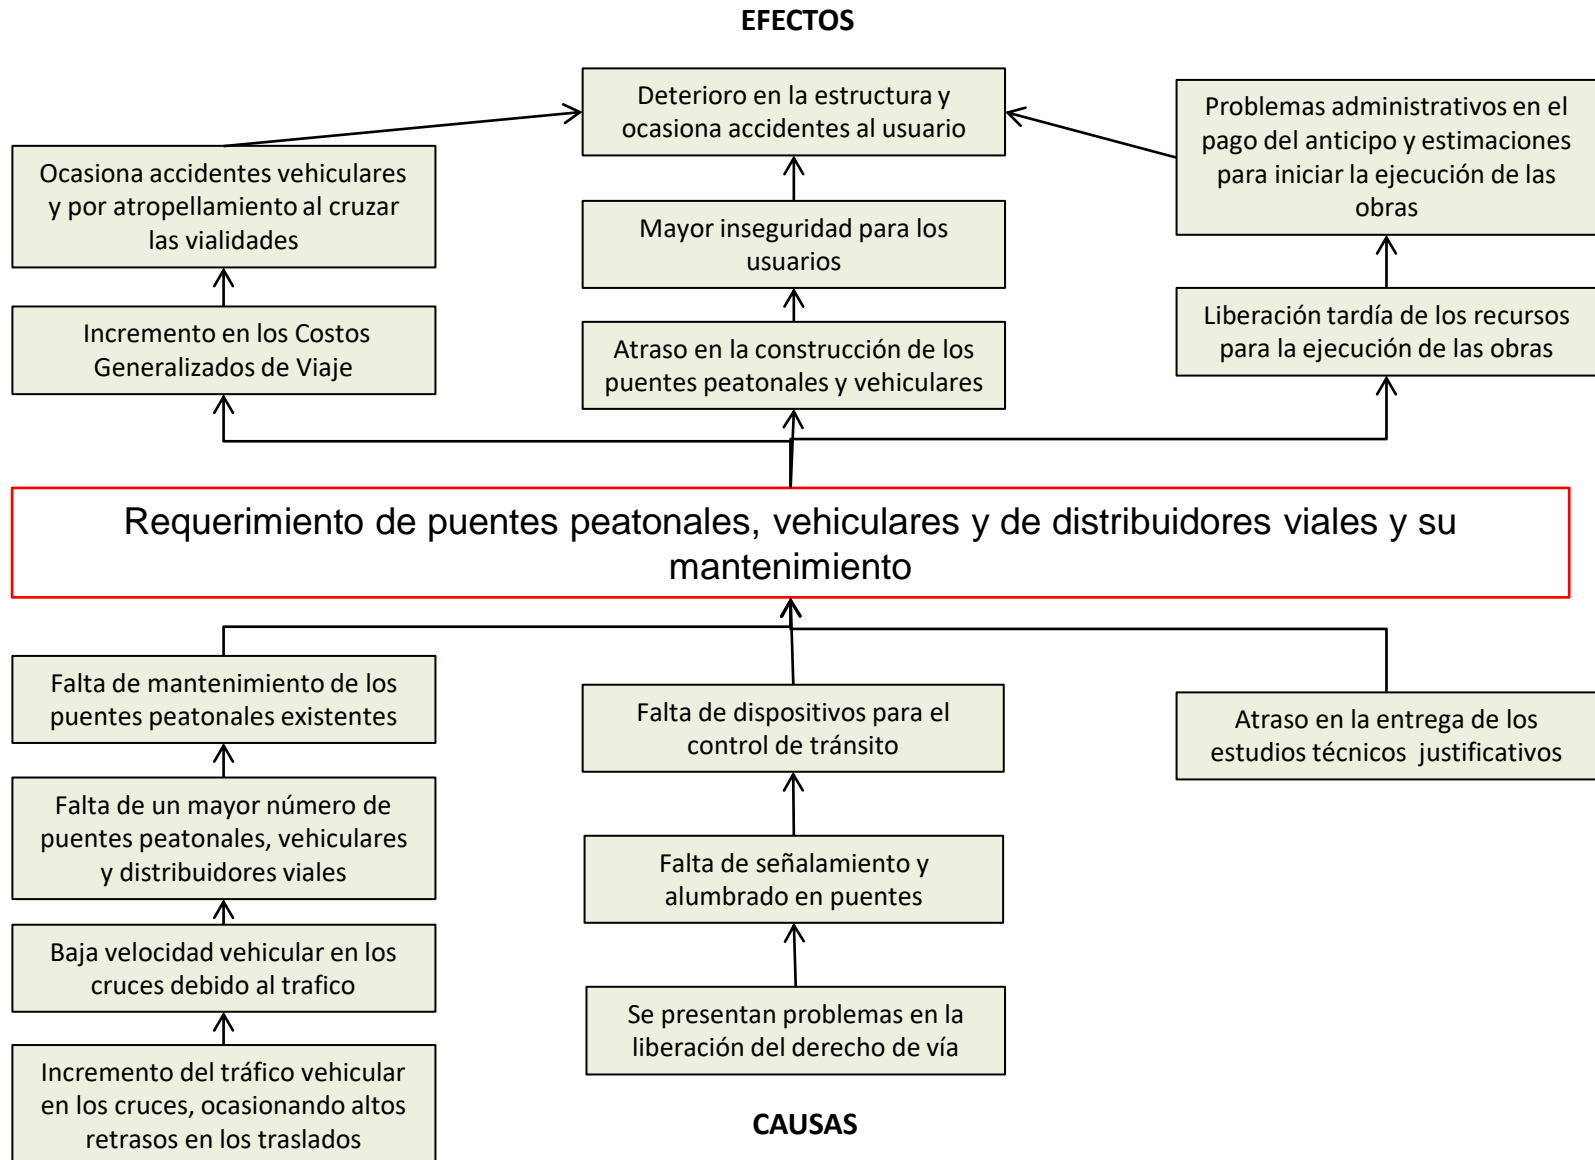 EFECTOS
Deterioro en la estructura y
ocasiona accidentes al usuario
Problemas administrativos en el
pago del anticipo y estimaciones
para iniciar la ejecución de las
obras
Ocasiona accidentes vehiculares
y por atropellamiento al cruzar
las vialidades
Mayor inseguridad para los
usuarios
Incremento en los Costos
Generalizados de Viaje
Atraso en la construcción de los
puentes peatonales y vehiculares
Liberación tardía de los recursos
para la ejecución de las obras
Requerimiento de puentes peatonales, vehiculares y de distribuidores viales y su
mantenimiento
Falta de mantenimiento de los
puentes peatonales existentes
Falta de dispositivos para el
control de tránsito
Atraso en la entrega de los
estudios técnicos justificativos
Falta de un mayor número de
puentes peatonales, vehiculares
y distribuidores viales
Falta de señalamiento y
alumbrado en puentes
Baja velocidad vehicular en los
cruces debido al trafico
Se presentan problemas en la
liberación del derecho de vía
Incremento del tráfico vehicular
en los cruces, ocasionando altos
retrasos en los traslados
CAUSAS